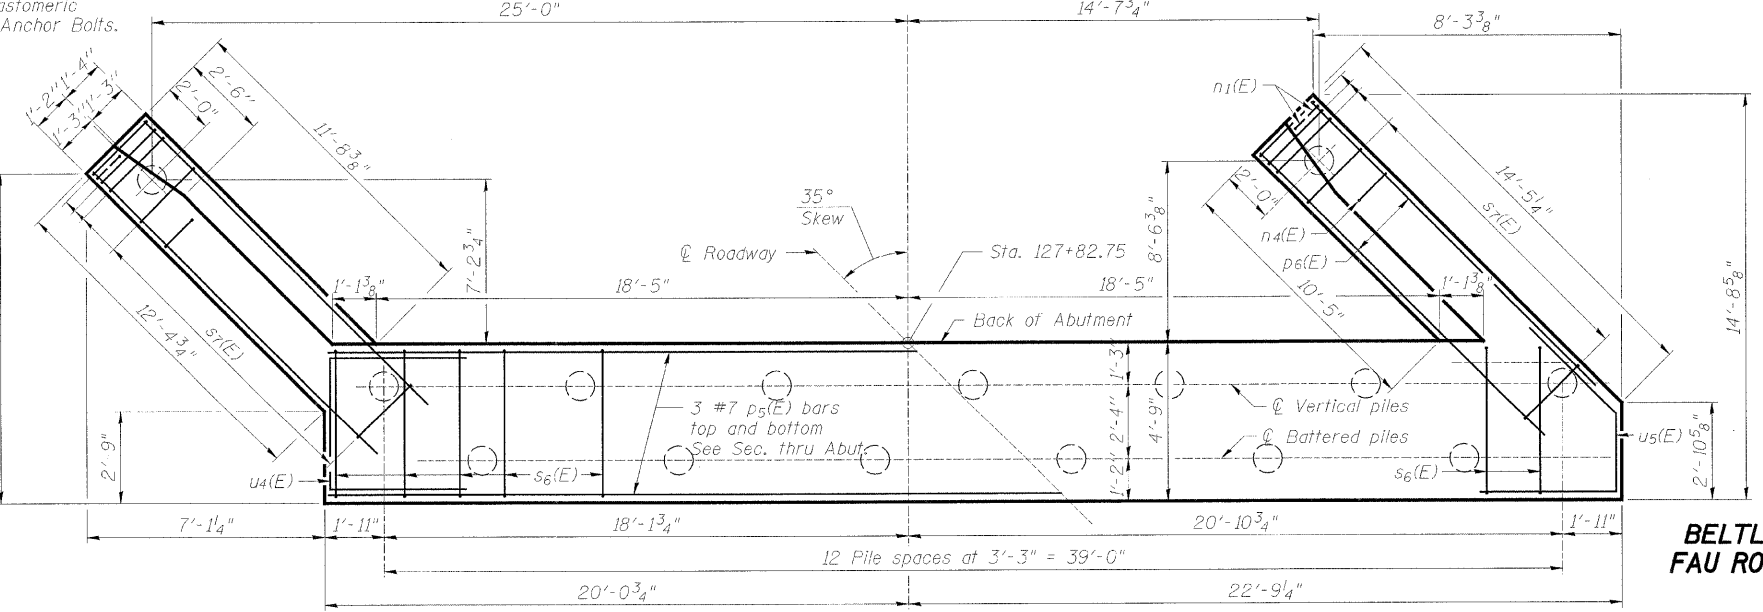 astomeric
Anchor Bolts.
25'-0"
14'-7¾"
8'-3⅜"
1'-2" 1'-4"
1'-3" 1'-3"
2'-6"
2'-0"
11'-8⅜"
n1(E)
14'-5¼"
s7(E)
2'-0"
35°
Skew
℄ Roadway
Sta. 127+82.75
8'-6⅜"
n4(E)
p6(E)
7'-2¾"
1'-1⅜"
18'-5"
18'-5"
1'-1⅜"
10'-5"
14'-8⅝"
12'-4¾"
s7(E)
Back of Abutment
1'-3"
2'-4"
4'-9"
1'-2"
3 #7 p5(E) bars
top and bottom
See Sec. thru Abut.
℄ Vertical piles
℄ Battered piles
2'-9"
u4(E)
s6(E)
s6(E)
u5(E)
2'-10⅝"
7'-1¼"
1'-11"
18'-1¾"
20'-10¾"
1'-11"
12 Pile spaces at 3'-3" = 39'-0"
20'-0¾"
22'-9¼"
BELTL
FAU RO